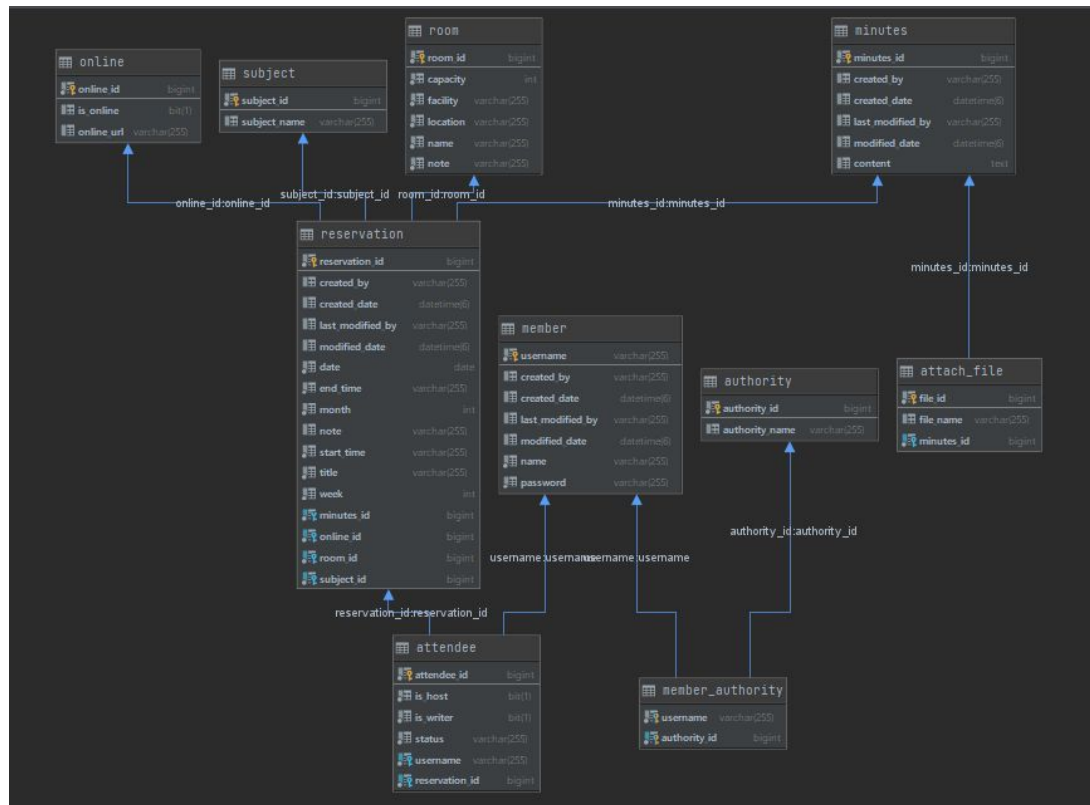 online
online_id bigint
is_online bit(1)
online_url varchar(255)
subject
subject_id bigint
subject_name varchar(255)
room
room_id bigint
capacity int
facility varchar(255)
location varchar(255)
name varchar(255)
note varchar(255)
minutes
minutes_id bigint
created_by varchar(255)
created_date datetime(6)
last_modified_by varchar(255)
modified_date datetime(6)
content text
online_id:online_id
subject_id:subject_id
room_id:room_id
minutes_id:minutes_id
minutes_id:minutes_id
reservation
reservation_id bigint
created_by varchar(255)
created_date datetime(6)
last_modified_by varchar(255)
modified_date datetime(6)
date date
end_time varchar(255)
month int
note varchar(255)
start_time varchar(255)
title varchar(255)
week int
minutes_id bigint
online_id bigint
room_id bigint
subject_id bigint
member
username varchar(255)
created_by varchar(255)
created_date datetime(6)
last_modified_by varchar(255)
modified_date datetime(6)
name varchar(255)
password varchar(255)
authority
authority_id bigint
authority_name varchar(255)
attach_file
file_id bigint
file_name varchar(255)
minutes_id bigint
authority_id:authority_id
username:username
username:username
reservation_id:reservation_id
attendee
attendee_id bigint
is_host bit(1)
is_writer bit(1)
status varchar(255)
username varchar(255)
reservation_id bigint
member_authority
username varchar(255)
authority_id bigint